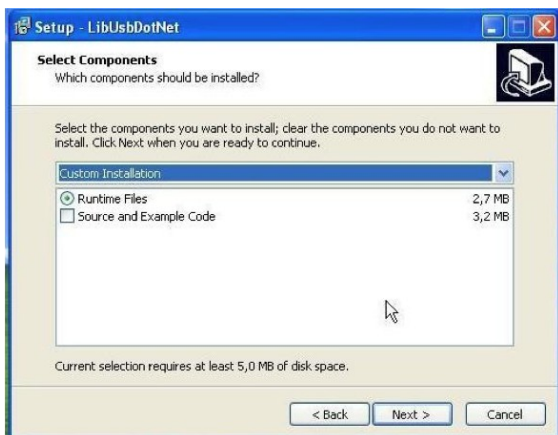 Setup - LibUsbDotNet
Select Components
Which components should be installed?
Select the components you want to install; clear the components you do not want to
install. Click Next when you are ready to continue.
Custom Installation
Runtime Files 2,7 MB
Source and Example Code 3,2 MB
Current selection requires at least 5,0 MB of disk space.
< Back Next > Cancel